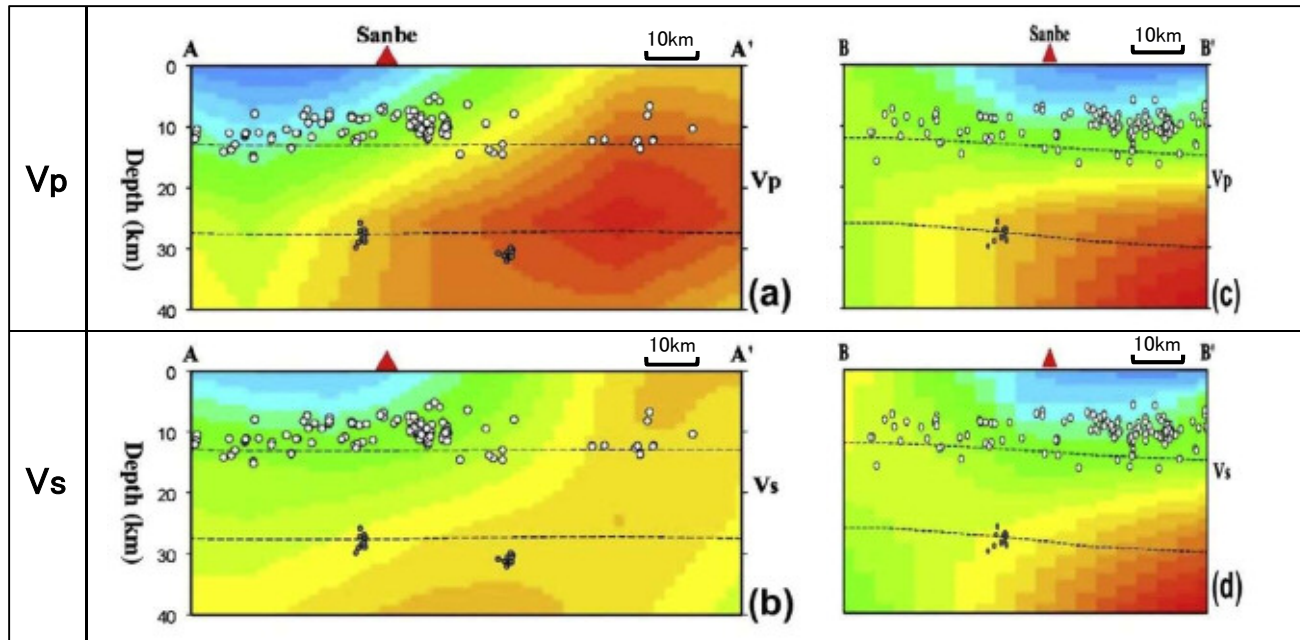 Vp
A
Sanbe
10km
A'
0
10
20
30
40
Depth (km)
Vp
(a)
B
Sanbe
10km
B'
Vp
(c)
Vs
A
10km
A'
0
10
20
30
40
Depth (km)
Vs
(b)
B
10km
B'
Vs
(d)